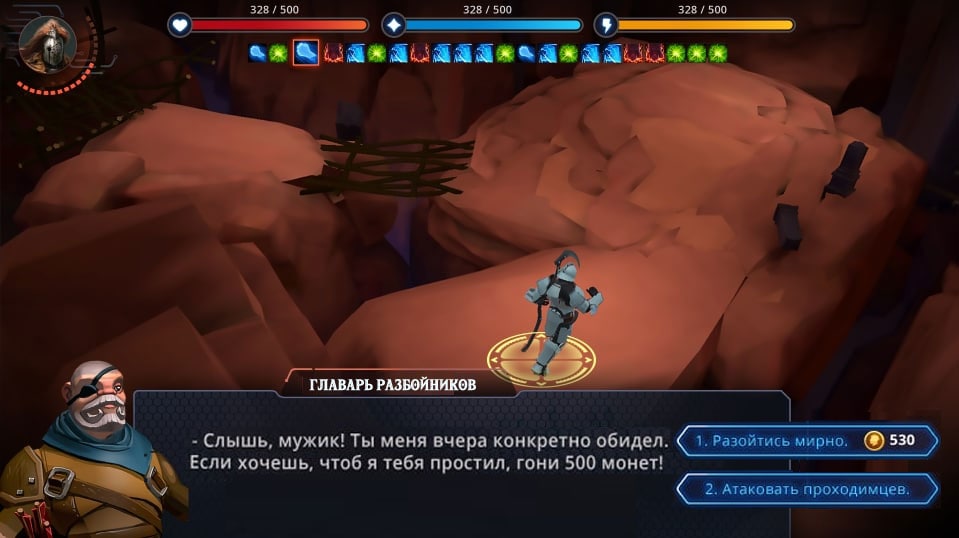 328 / 500
328 / 500
328 / 500
ГЛАВАРЬ РАЗБОЙНИКОВ
- Слышь, мужик! Ты меня вчера конкретно обидел.
Если хочешь, чтоб я тебя простил, гони 500 монет!
1. Разойтись мирно. 530
2. Атаковать проходимцев.